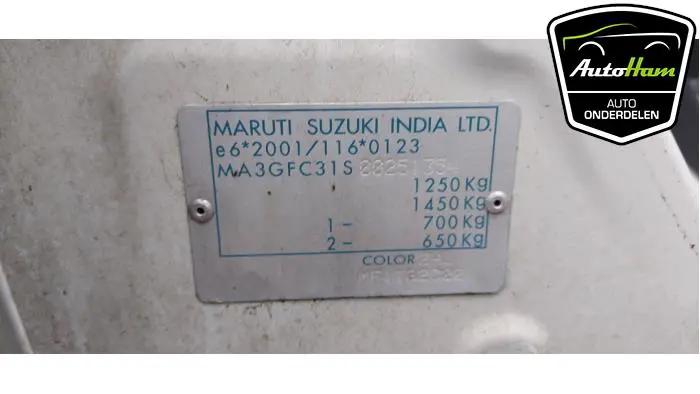 AutoHam
AUTO
ONDERDELEN
MARUTI SUZUKI INDIA LTD.
e6*2001/116*0123
MA3GFC31S
1250Kg
1450Kg
1- 700Kg
2- 650Kg
COLOR